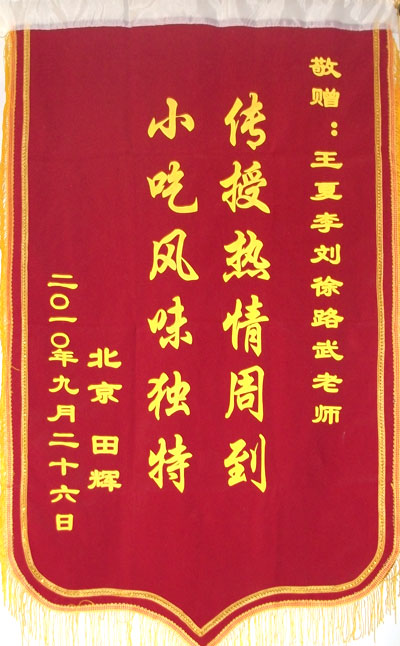 敬赠：王夏李刘徐路武老师
传授热情周到
小吃风味独特
北京 田辉
二〇一〇年九月二十六日